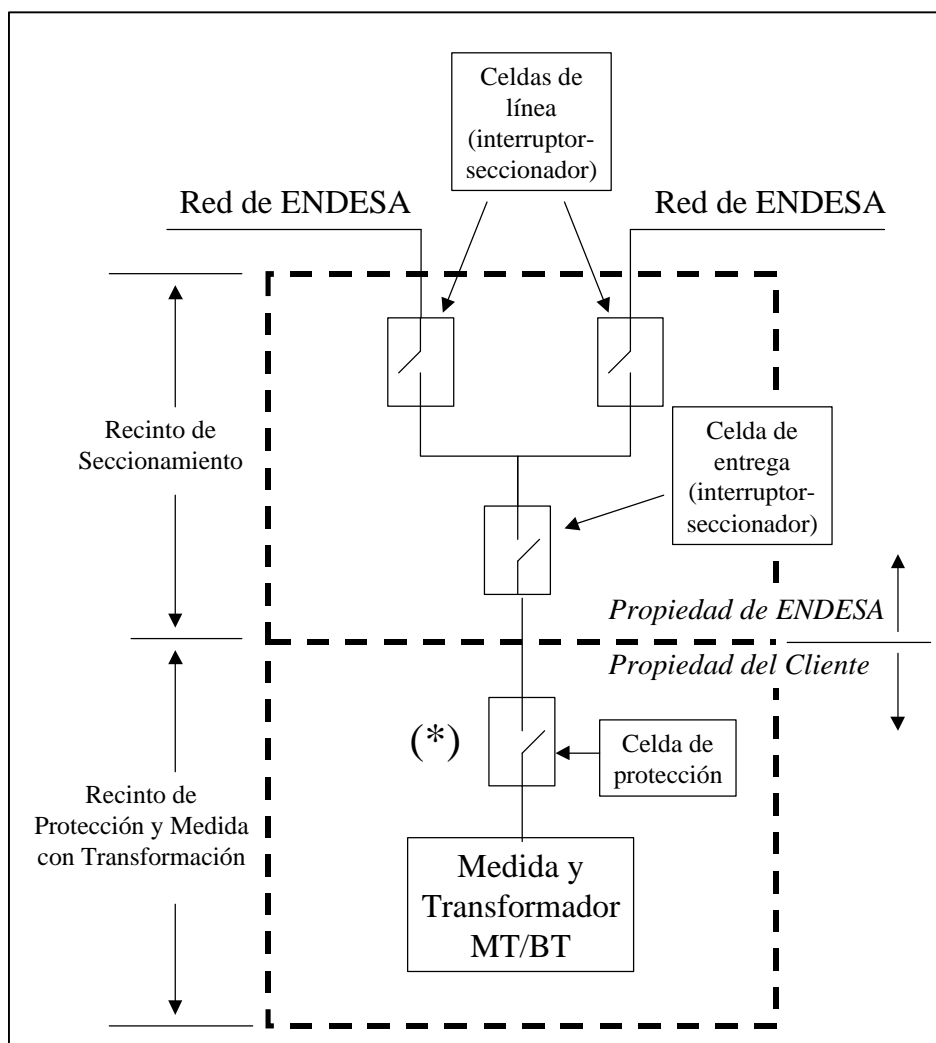 Celdas de
línea
(interruptor-
seccionador)
Red de ENDESA
Red de ENDESA
Recinto de
Seccionamiento
Celda de
entrega
(interruptor-
seccionador)
Propiedad de ENDESA
Propiedad del Cliente
(*)
Celda de
protección
Recinto de
Protección y Medida
con Transformación
Medida y
Transformador
MT/BT